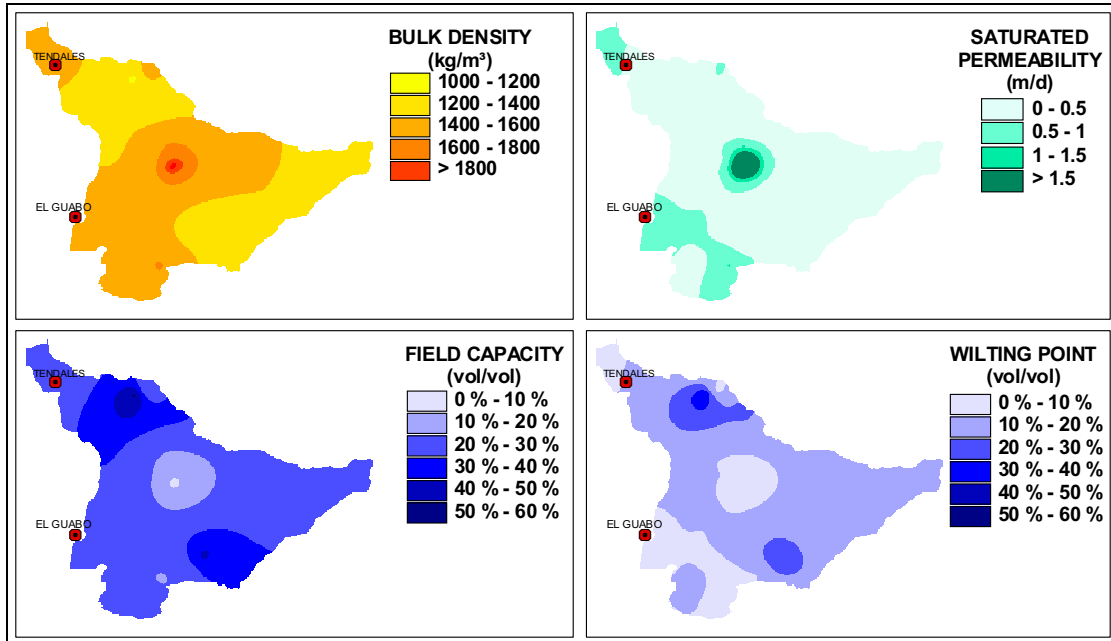 BULK DENSITY
(kg/m³)
1000 - 1200
1200 - 1400
1400 - 1600
1600 - 1800
> 1800
TENDALES
EL GUABO
SATURATED
PERMEABILITY
(m/d)
0 - 0.5
0.5 - 1
1 - 1.5
> 1.5
TENDALES
EL GUABO
FIELD CAPACITY
(vol/vol)
0 % - 10 %
10 % - 20 %
20 % - 30 %
30 % - 40 %
40 % - 50 %
50 % - 60 %
TENDALES
EL GUABO
WILTING POINT
(vol/vol)
0 % - 10 %
10 % - 20 %
20 % - 30 %
30 % - 40 %
40 % - 50 %
50 % - 60 %
TENDALES
EL GUABO